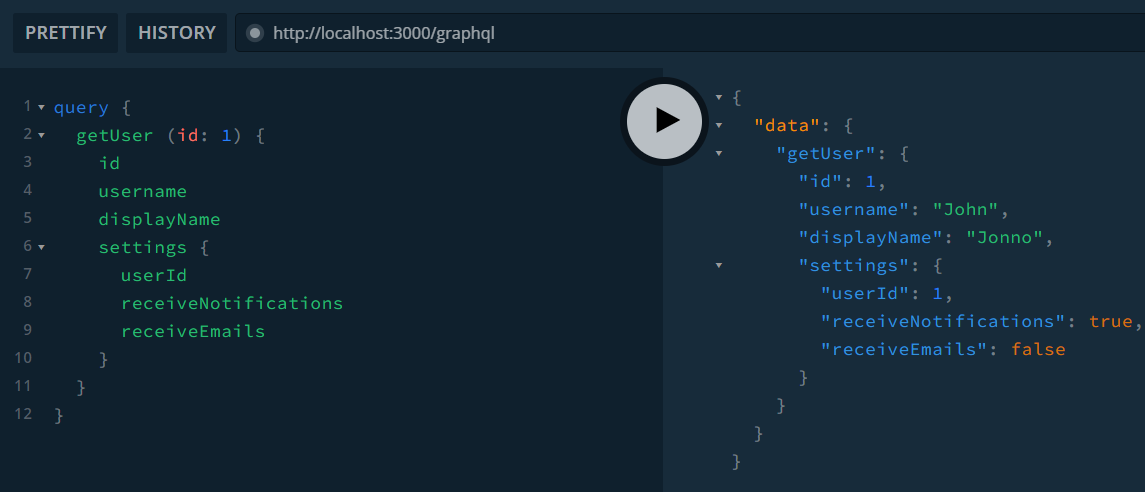 PRETTIFY HISTORY http://localhost:3000/graphql
1 query {
2 getUser (id: 1) {
3 id
4 username
5 displayName
6 settings {
7 userId
8 receiveNotifications
9 receiveEmails
10 }
11 }
12 }
{
"data": {
"getUser": {
"id": 1,
"username": "John",
"displayName": "Jonno",
"settings": {
"userId": 1,
"receiveNotifications": true,
"receiveEmails": false
}
}
}
}